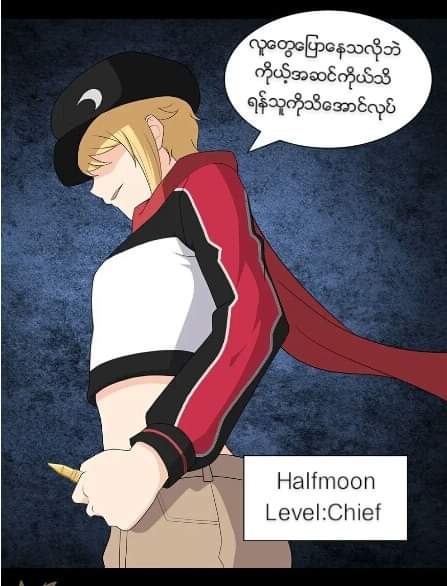 လူတွေပြောနေသလိုဘဲ
ကိုယ့်အဆင်ကိုယ်သိ
ရန်သူကိုသိအောင်လုပ်
Halfmoon
Level:Chief